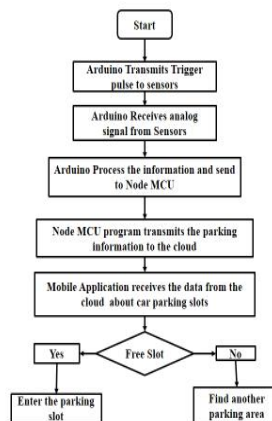 Start
Arduino Transmits Trigger
pulse to sensors
Arduino Receives analog
signal from Sensors
Arduino Process the information and send
to Node MCU
Node MCU program transmits the parking
information to the cloud
Mobile Application receives the data from the
cloud about car parking slots
Yes
Free Slot
No
Enter the parking
slot
Find another
parking area